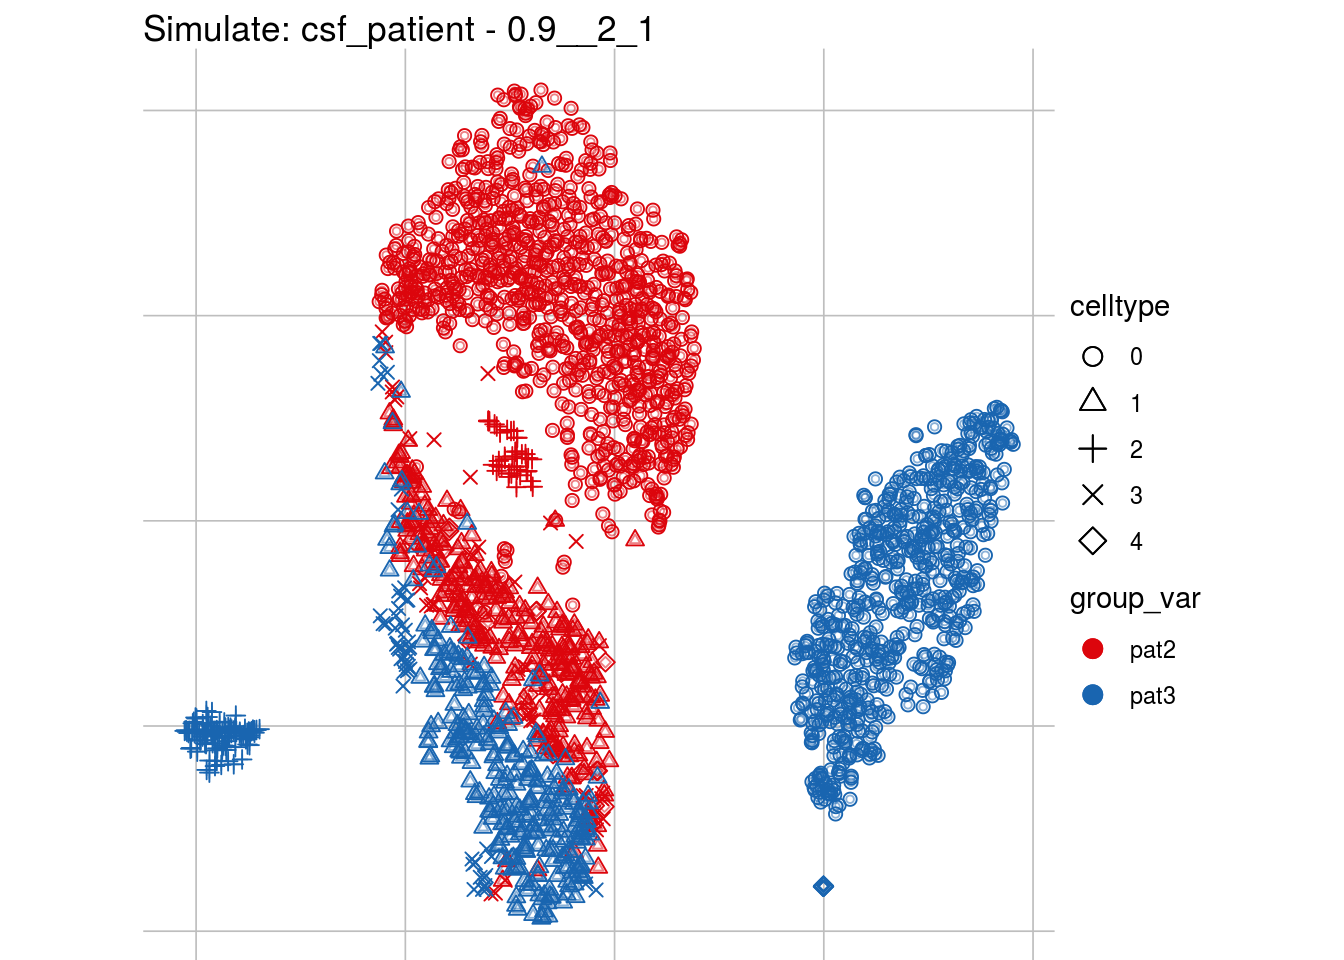 Simulate: csf_patient - 0.9__2_1
celltype
0
1
2
3
4
group_var
pat2
pat3